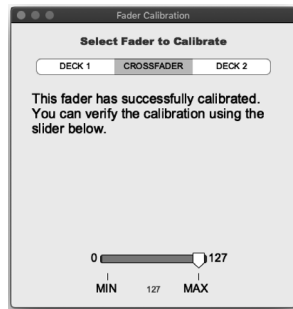 Fader Calibration
Select Fader to Calibrate
DECK 1 CROSSFADER DECK 2
This fader has successfully calibrated.
You can verify the calibration using the
slider below.
0 127
MIN 127 MAX